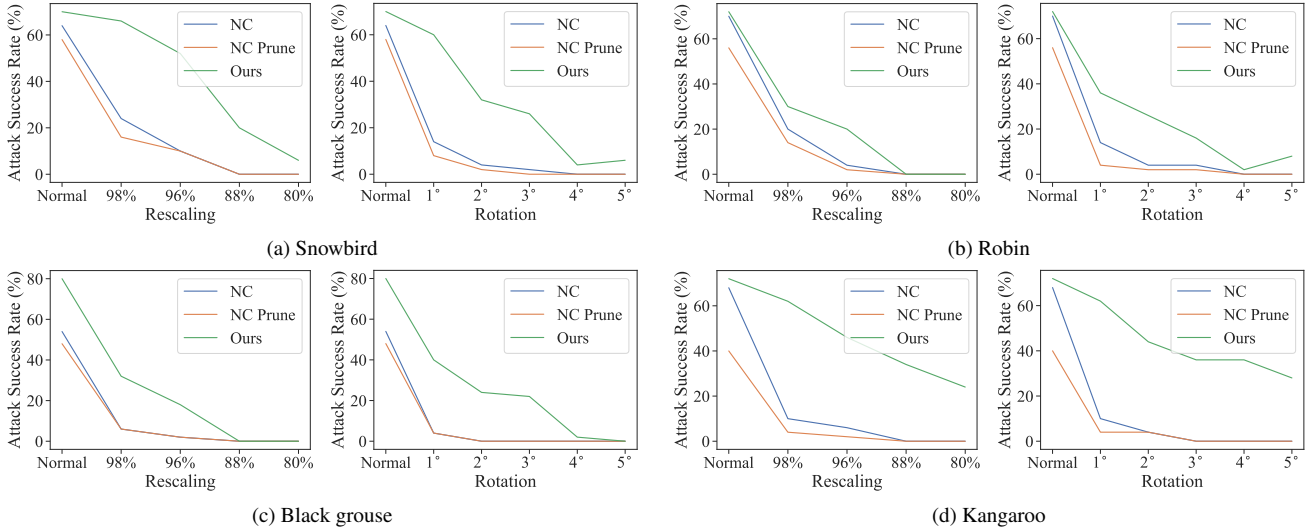 Attack Success Rate (%)
60
40
20
0
NC
NC Prune
Ours
Normal 98% 96% 88% 80%
Rescaling
Attack Success Rate (%)
60
40
20
0
NC
NC Prune
Ours
Normal 1° 2° 3° 4° 5°
Rotation
(a) Snowbird
Attack Success Rate (%)
60
40
20
0
NC
NC Prune
Ours
Normal 98% 96% 88% 80%
Rescaling
Attack Success Rate (%)
60
40
20
0
NC
NC Prune
Ours
Normal 1° 2° 3° 4° 5°
Rotation
(b) Robin
Attack Success Rate (%)
80
60
40
20
0
NC
NC Prune
Ours
Normal 98% 96% 88% 80%
Rescaling
Attack Success Rate (%)
80
60
40
20
0
NC
NC Prune
Ours
Normal 1° 2° 3° 4° 5°
Rotation
(c) Black grouse
Attack Success Rate (%)
60
40
20
0
NC
NC Prune
Ours
Normal 98% 96% 88% 80%
Rescaling
Attack Success Rate (%)
60
40
20
0
NC
NC Prune
Ours
Normal 1° 2° 3° 4° 5°
Rotation
(d) Kangaroo